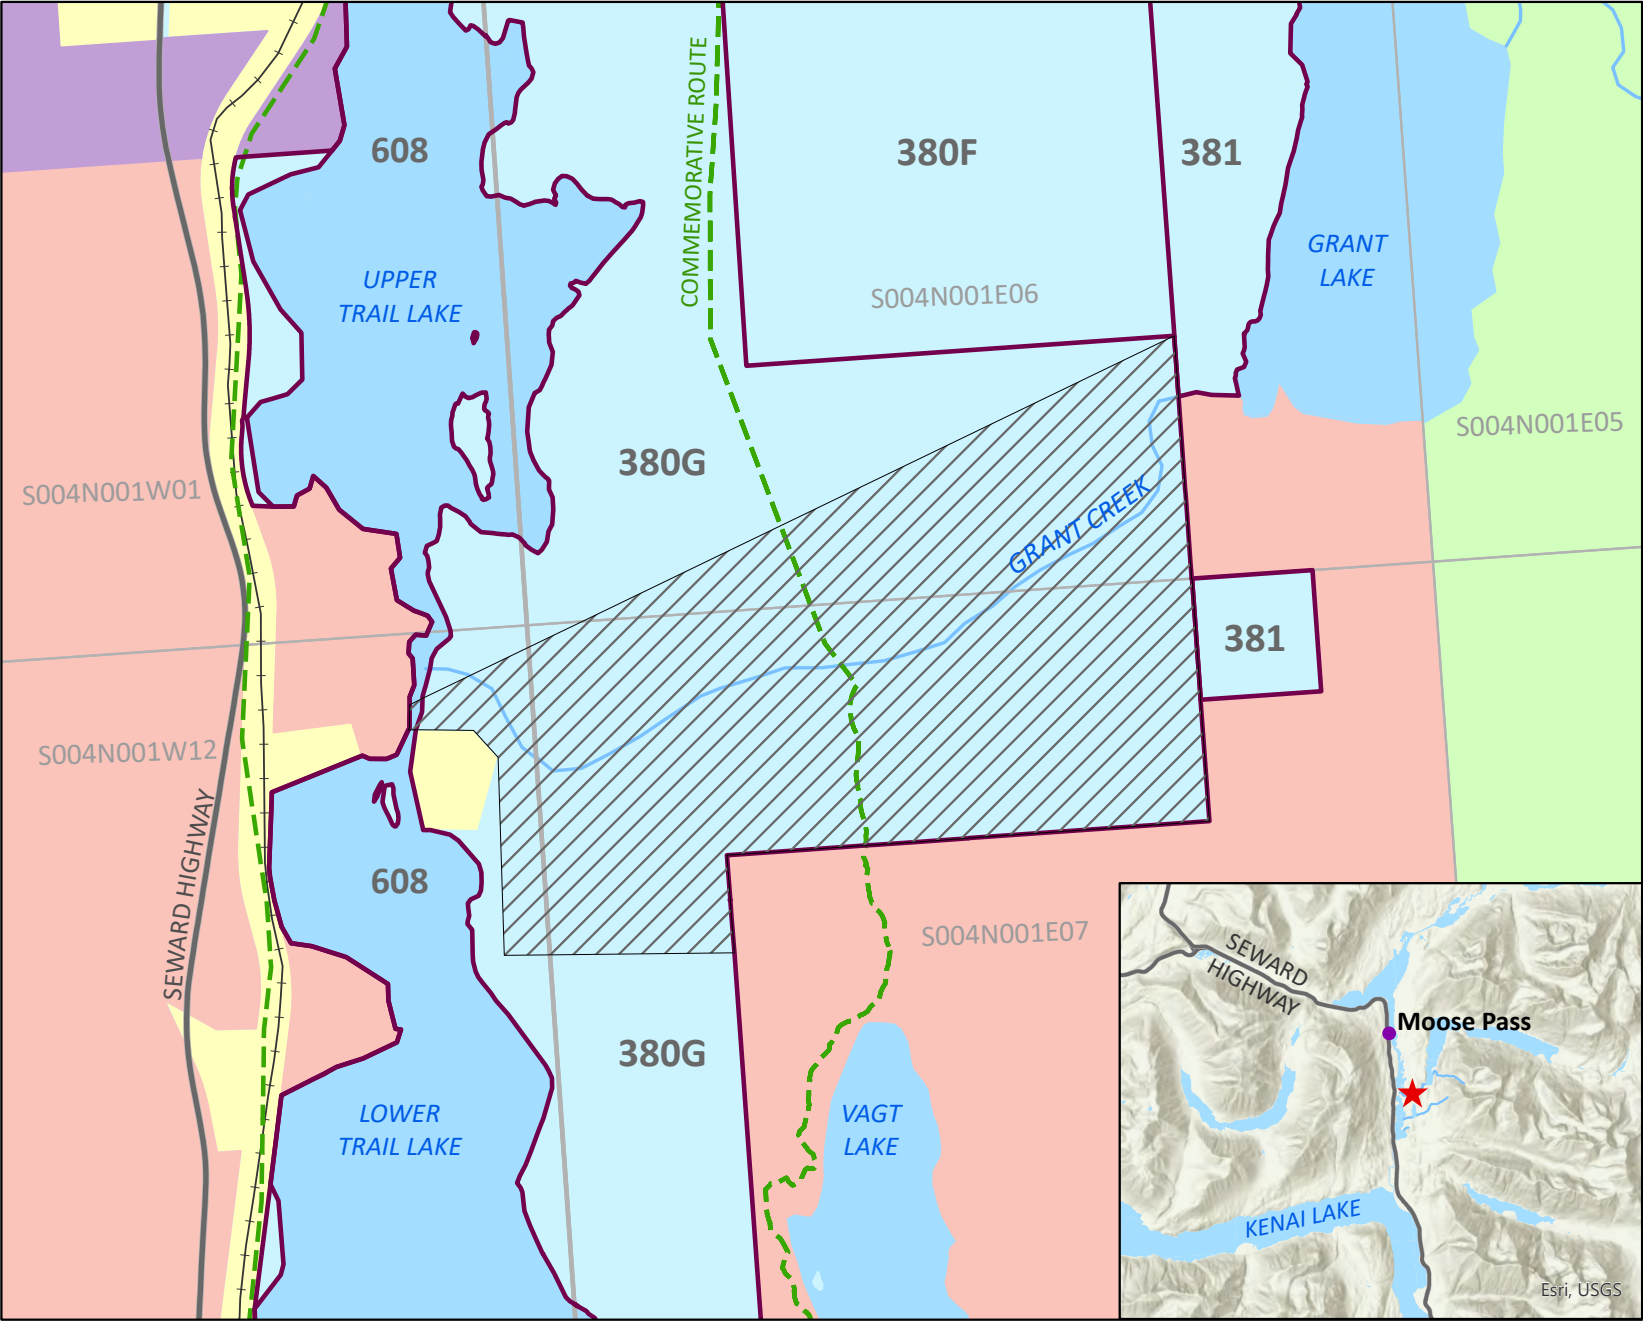 COMMEMORATIVE ROUTE
608
380F
381
UPPER
TRAIL LAKE
GRANT
LAKE
S004N001E06
S004N001E05
380G
S004N001W01
GRANT CREEK
381
S004N001W12
SEWARD HIGHWAY
608
S004N001E07
380G
LOWER
TRAIL LAKE
VAGT
LAKE
SEWARD
HIGHWAY
Moose Pass
KENAI LAKE
Esri, USGS